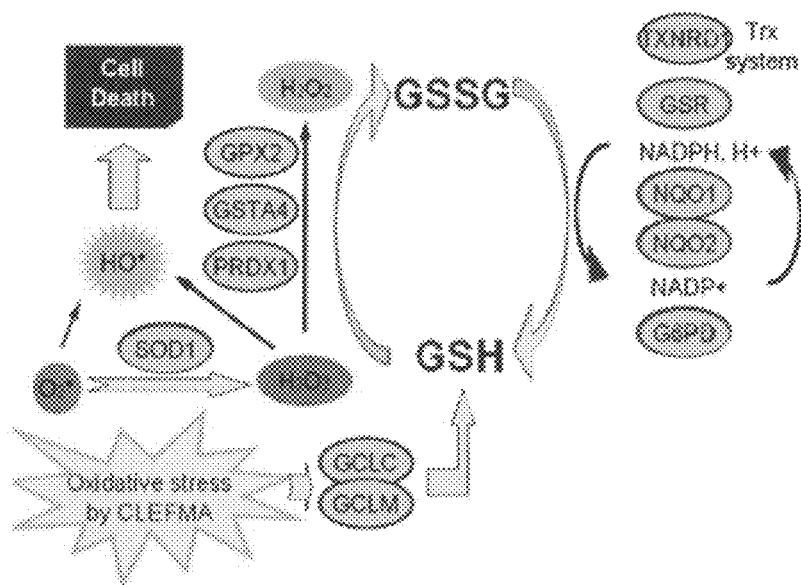 Cell
Death
H₂O₂
GSSG
TXNRD1
Trx
system
GSR
NADPH, H+
GPX2
GSTA4
PRDX1
NQO1
NQO2
HO*
NADP+
G6PD
SOD1
GSH
H₂O₂
Oxidative stress
by CLEFMA
GCLC
GCLM